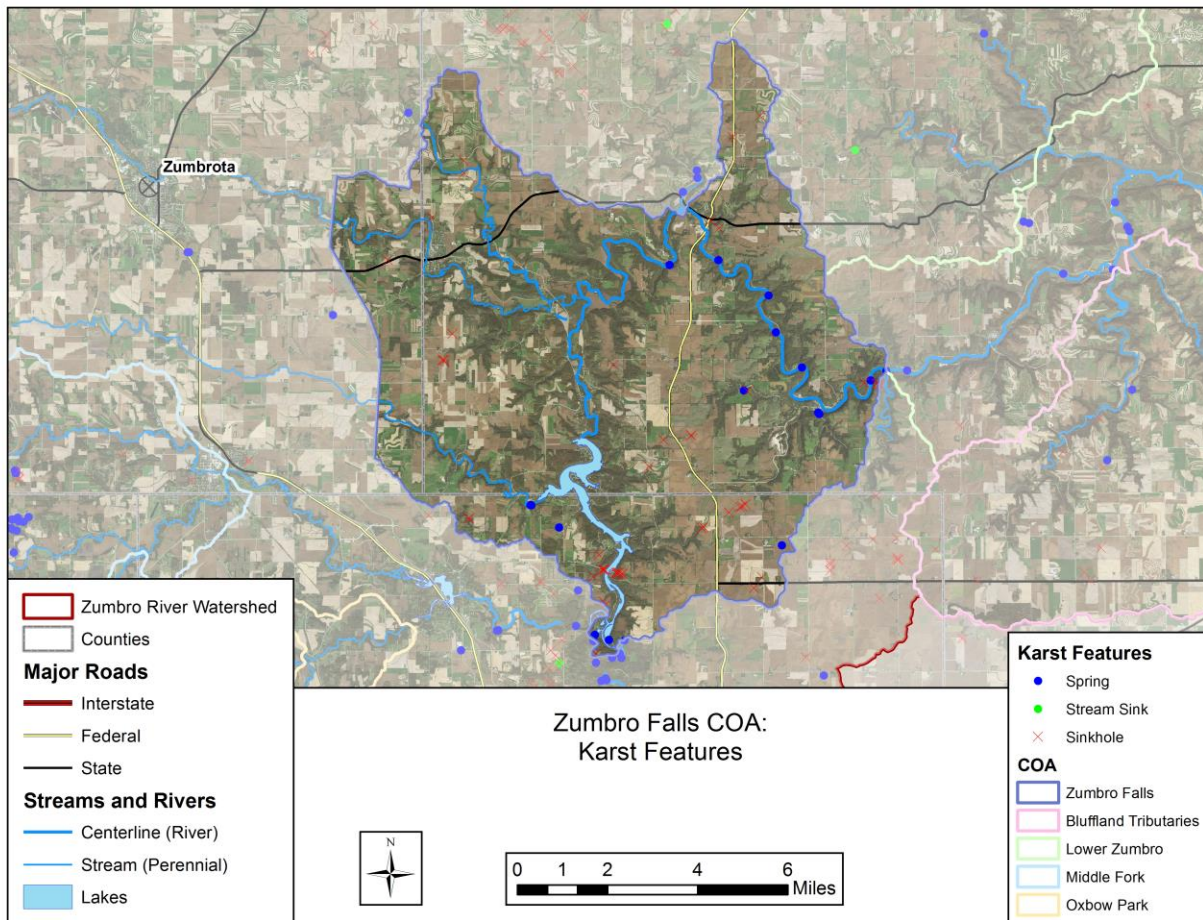 Zumbrota
Zumbro River Watershed
Counties
Major Roads
Interstate
Federal
State
Streams and Rivers
Centerline (River)
Stream (Perennial)
Lakes
Zumbro Falls COA:
Karst Features
N
0 1 2 4 6
Miles
Karst Features
Spring
Stream Sink
Sinkhole
COA
Zumbro Falls
Bluffland Tributaries
Lower Zumbro
Middle Fork
Oxbow Park